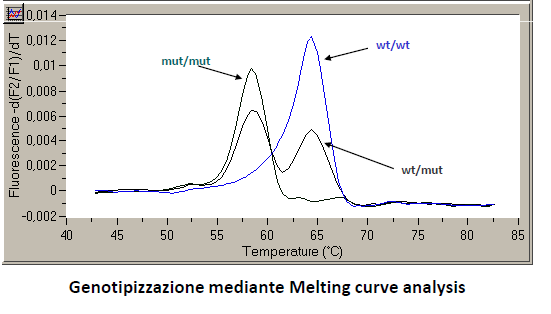 0,014
0,012
0,01
0,008
0,006
0,004
0,002
0
-0,002
Fluorescence -d(F2/F1)/dT
mut/mut
wt/wt
wt/mut
40 45 50 55 60 65 70 75 80 85
Temperature (°C)
Genotipizzazione mediante Melting curve analysis